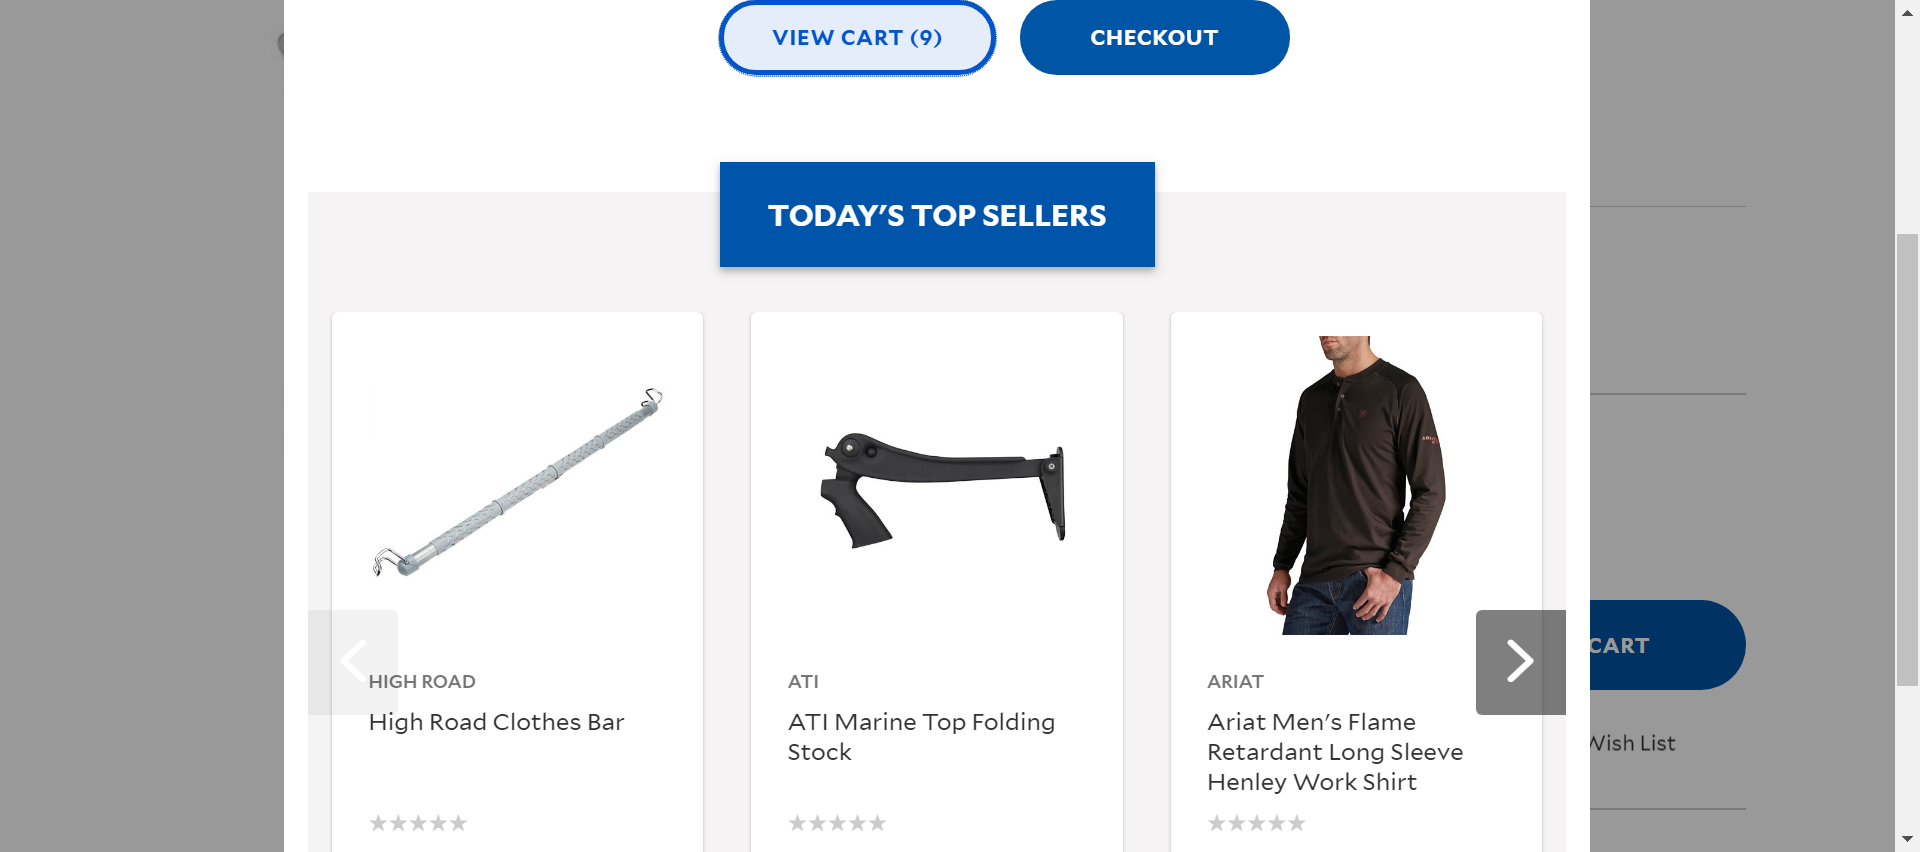 VIEW CART (9)
CHECKOUT
TODAY'S TOP SELLERS
HIGH ROAD
High Road Clothes Bar
ATI
ATI Marine Top Folding
Stock
ARIAT
Ariat Men's Flame
Retardant Long Sleeve
Henley Work Shirt
CART
Wish List